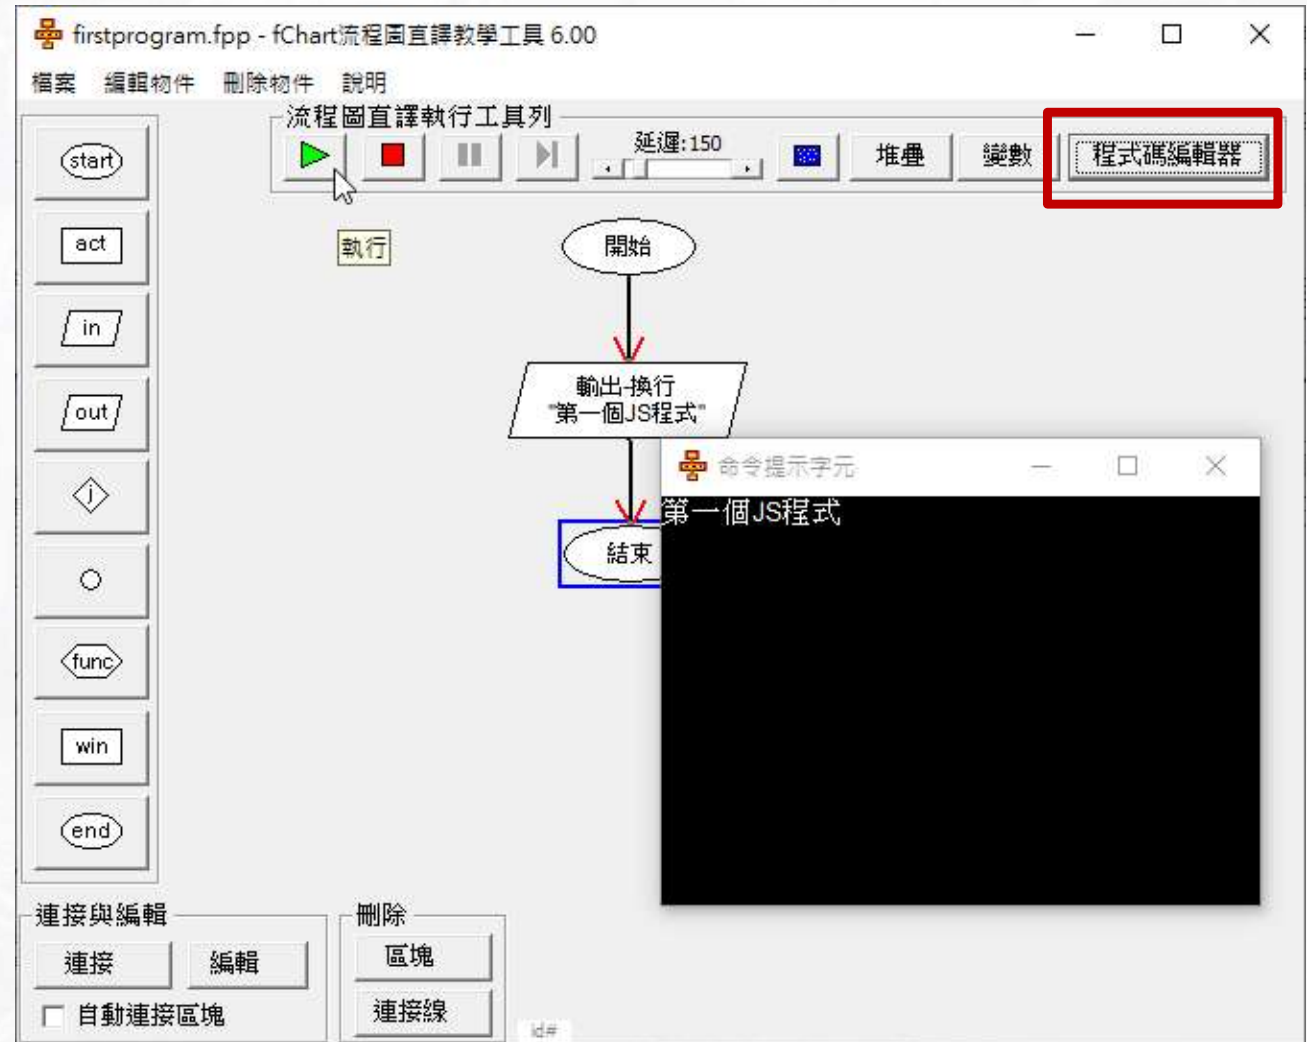 firstprogram.fpp - fChart流程圖直譯教學工具 6.00
檔案 編輯物件 刪除物件 說明
流程圖直譯執行工具列
延遲:150
堆疊
變數
程式碼編輯器
執行
start
act
in
out
j
func
win
end
開始
輸出-換行
"第一個JS程式"
結束
命令提示字元
第一個JS程式
連接與編輯
連接
編輯
自動連接區塊
刪除
區塊
連接線
id#